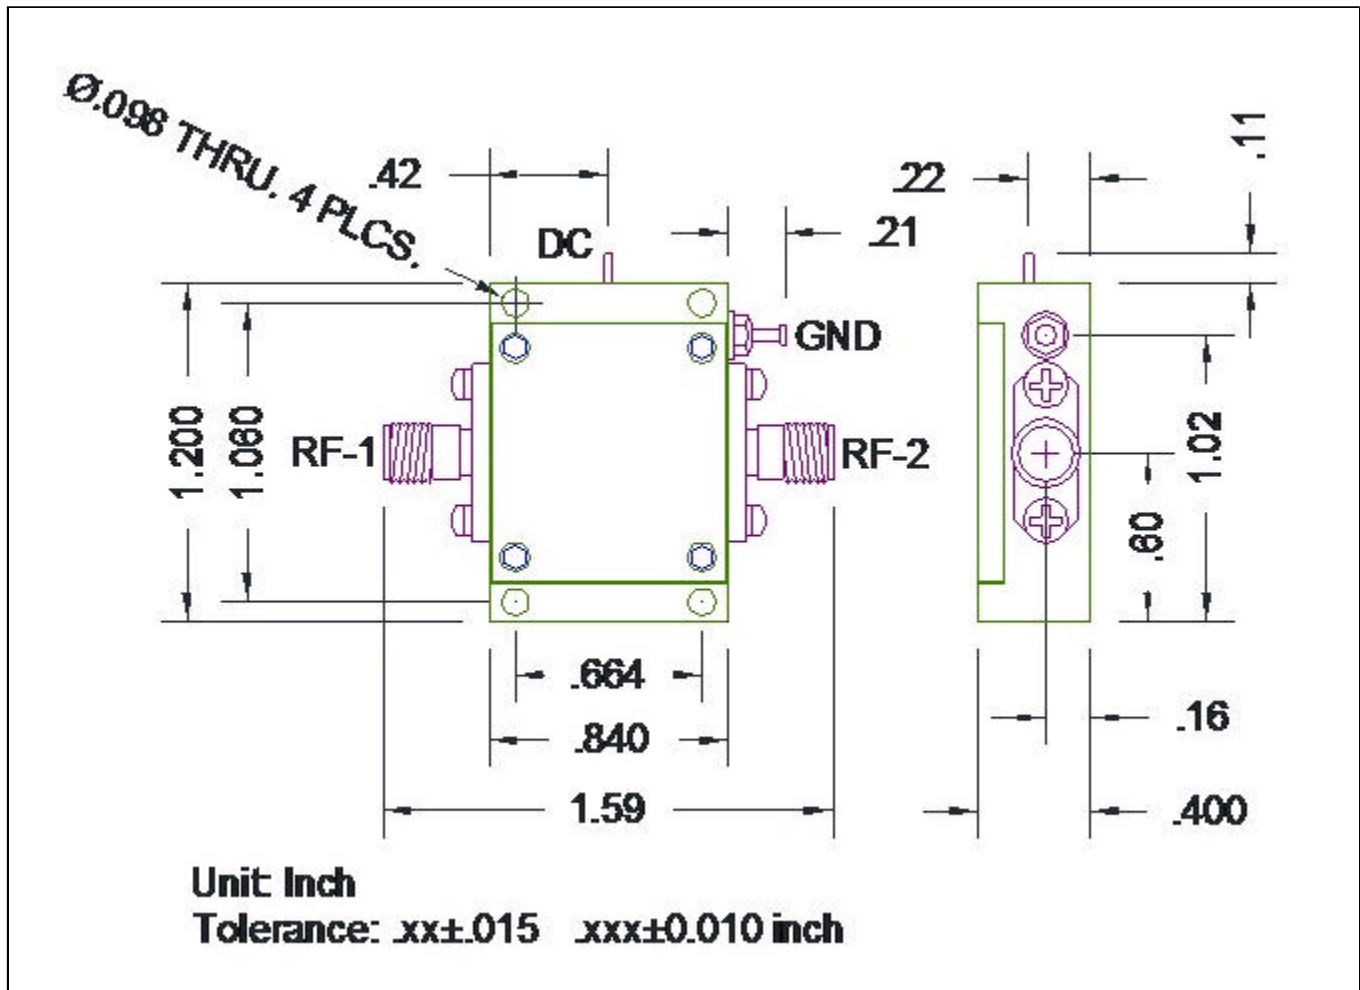 Ø.096 THRU. 4 PLCS.
.42
.22
.11
.21
DC
GND
1.200
1.060
RF-1
RF-2
1.02
.60
.664
.840
.16
1.59
.400
Unit: Inch
Tolerance: .xx±.015 .xxx±0.010 inch